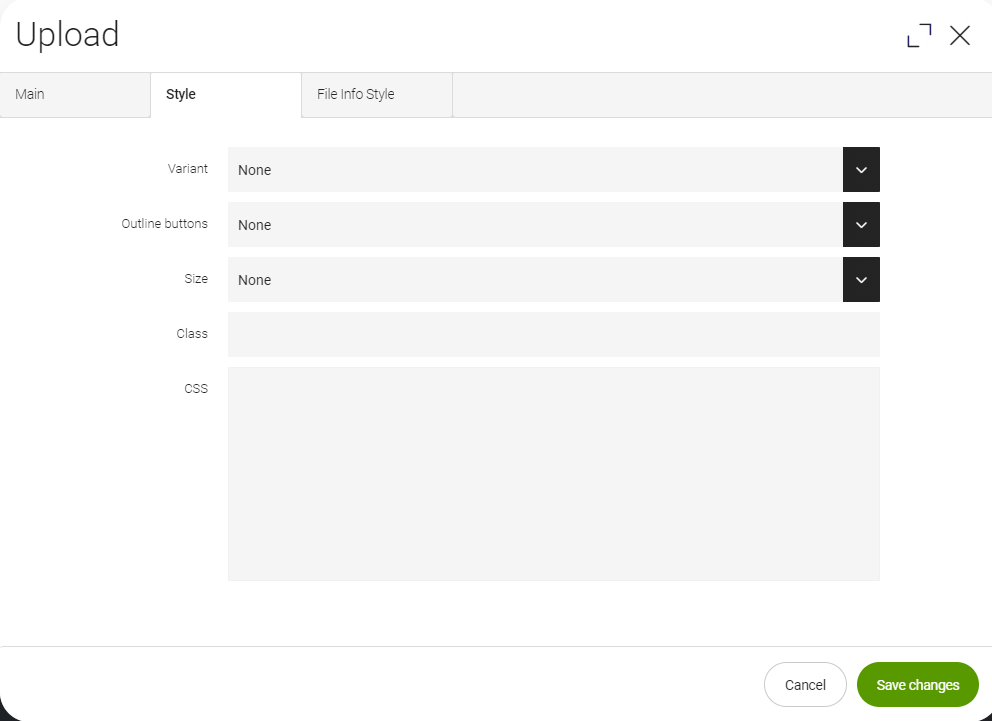 Upload
Main
Style
File Info Style
Variant
None
Outline buttons
None
Size
None
Class
CSS
Cancel
Save changes